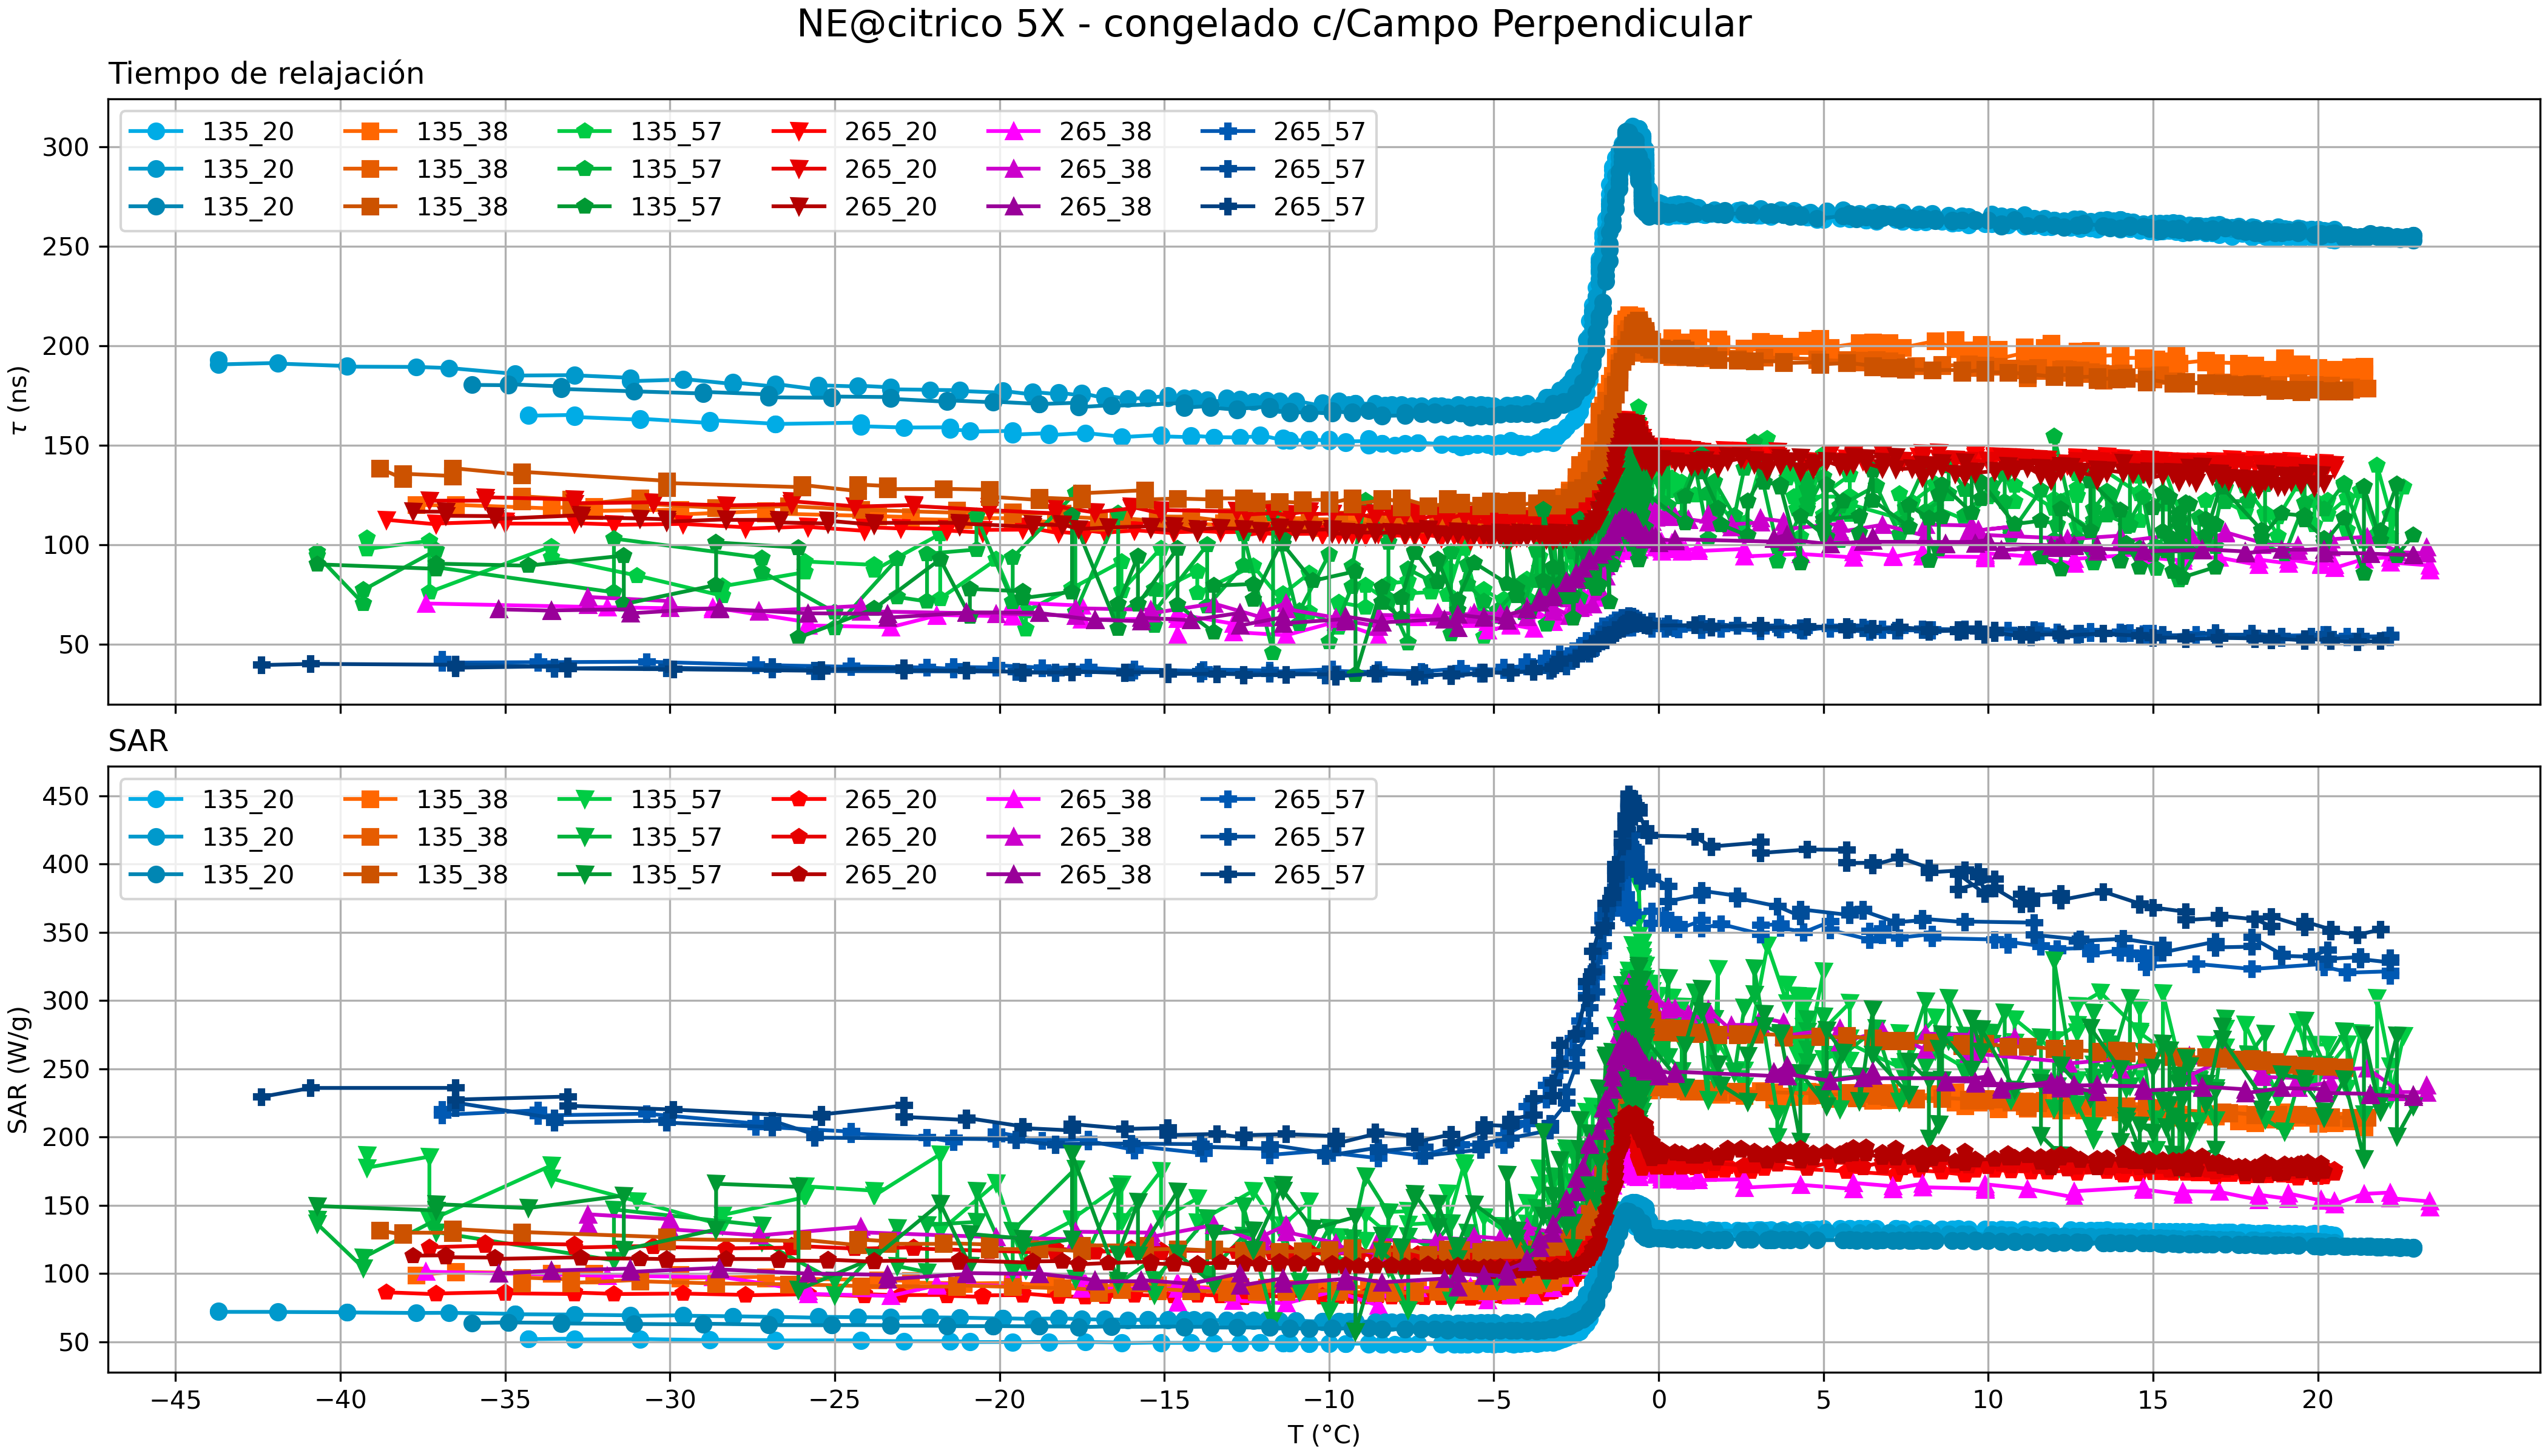 NE@citrico 5X - congelado c/Campo Perpendicular
Tiempo de relajación
135_20 135_38 135_57 265_20 265_38 265_57
135_20 135_38 135_57 265_20 265_38 265_57
135_20 135_38 135_57 265_20 265_38 265_57
300
250
200
150
100
50
τ (ns)
SAR
135_20 135_38 135_57 265_20 265_38 265_57
135_20 135_38 135_57 265_20 265_38 265_57
135_20 135_38 135_57 265_20 265_38 265_57
450
400
350
300
250
200
150
100
50
SAR (W/g)
−45 −40 −35 −30 −25 −20 −15 −10 −5 0 5 10 15 20
T (°C)